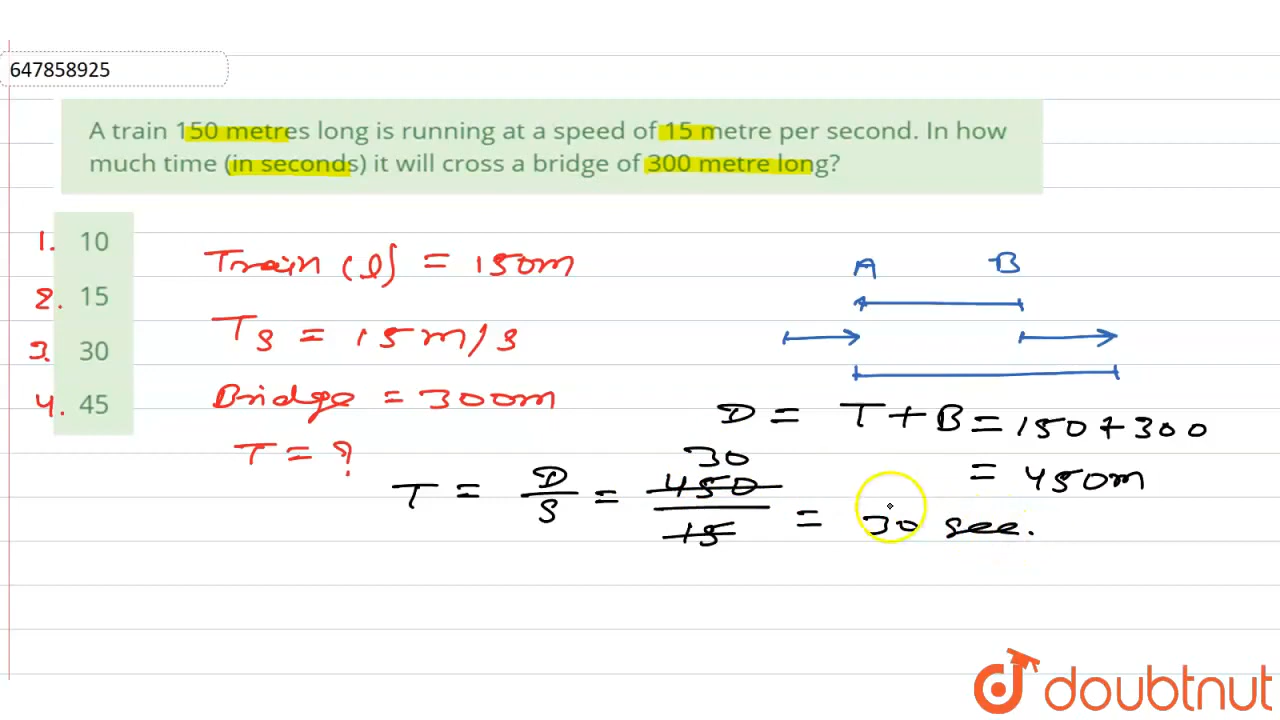 647858925
A train 150 metres long is running at a speed of 15 metre per second. In how
much time (in seconds) it will cross a bridge of 300 metre long?
1. 10
2. 15
3. 30
4. 45
Train (l) = 150m
TS = 15m/s
Bridge = 300m
T = ?
A B
D = T + B = 150 + 300
= 450m
30
T = D/S = 450/15 = 30 sec.
doubtnut